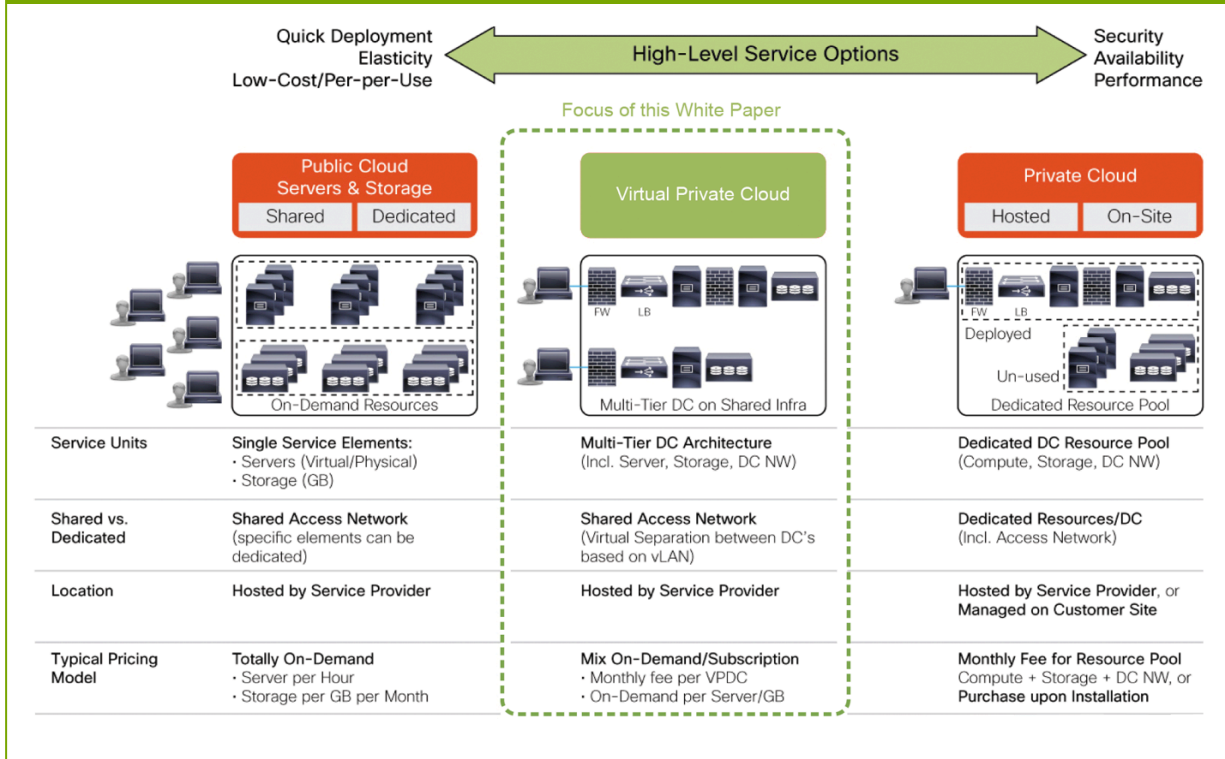 Quick Deployment
Elasticity
Low-Cost/Per-per-Use
High-Level Service Options
Security
Availability
Performance
Focus of this White Paper
Public Cloud
Servers & Storage
Shared
Dedicated
Virtual Private Cloud
Private Cloud
Hosted
On-Site
On-Demand Resources
FW
LB
Multi-Tier DC on Shared Infra
FW
LB
Deployed
Un-used
Dedicated Resource Pool
Service Units
Single Service Elements:
· Servers (Virtual/Physical)
· Storage (GB)
Multi-Tier DC Architecture
(Incl. Server, Storage, DC NW)
Dedicated DC Resource Pool
(Compute, Storage, DC NW)
Shared vs.
Dedicated
Shared Access Network
(specific elements can be
dedicated)
Shared Access Network
(Virtual Separation between DC's
based on vLAN)
Dedicated Resources/DC
(Incl. Access Network)
Location
Hosted by Service Provider
Hosted by Service Provider
Hosted by Service Provider, or
Managed on Customer Site
Typical Pricing
Model
Totally On-Demand
· Server per Hour
· Storage per GB per Month
Mix On-Demand/Subscription
· Monthly fee per VPDC
· On-Demand per Server/GB
Monthly Fee for Resource Pool
Compute + Storage + DC NW, or
Purchase upon Installation